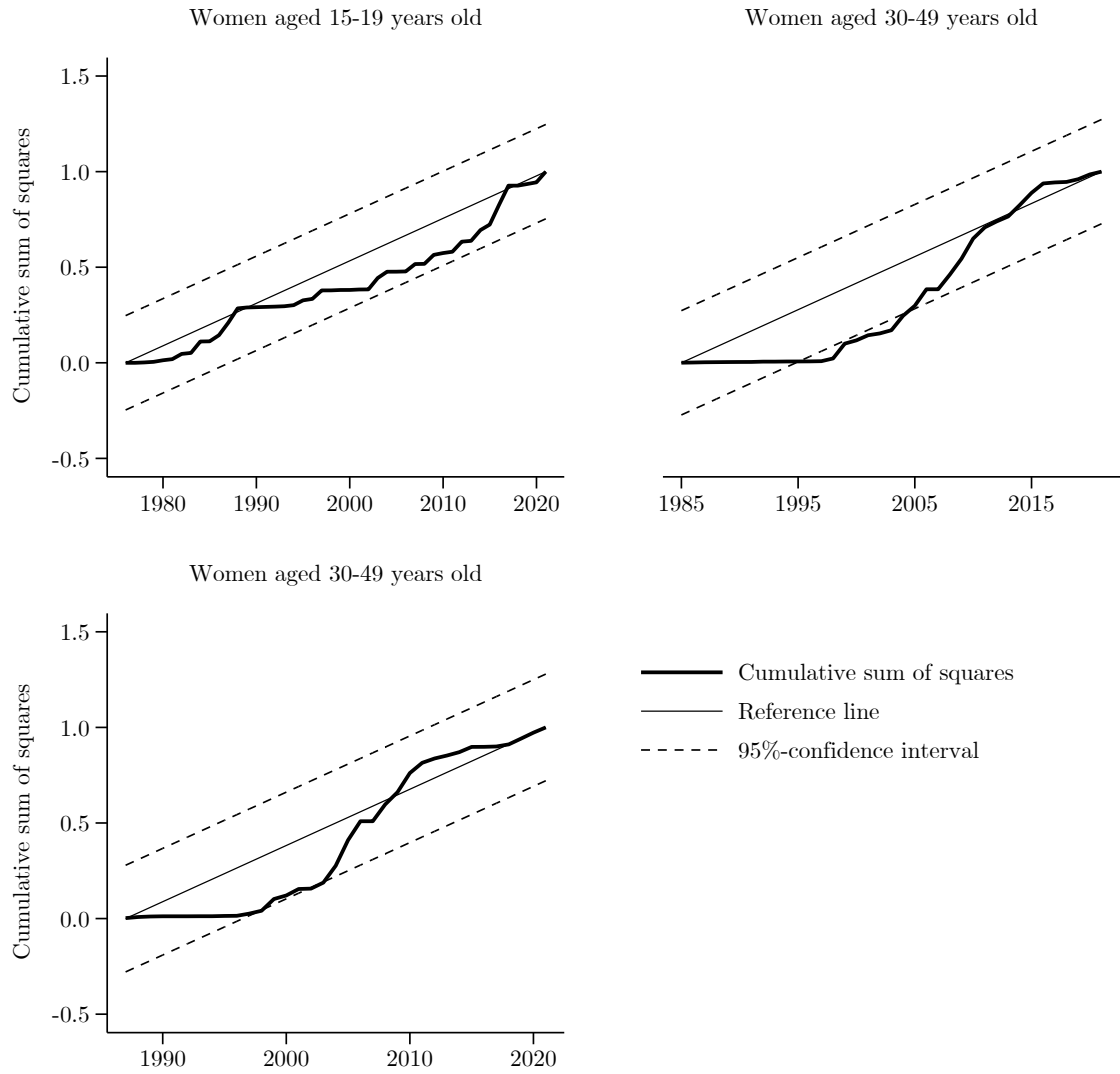 Women aged 15-19 years old
Cumulative sum of squares
1.5
1.0
0.5
0.0
-0.5
1980 1990 2000 2010 2020
Women aged 30-49 years old
1985 1995 2005 2015
Women aged 30-49 years old
Cumulative sum of squares
1.5
1.0
0.5
0.0
-0.5
1990 2000 2010 2020
Cumulative sum of squares
Reference line
95%-confidence interval